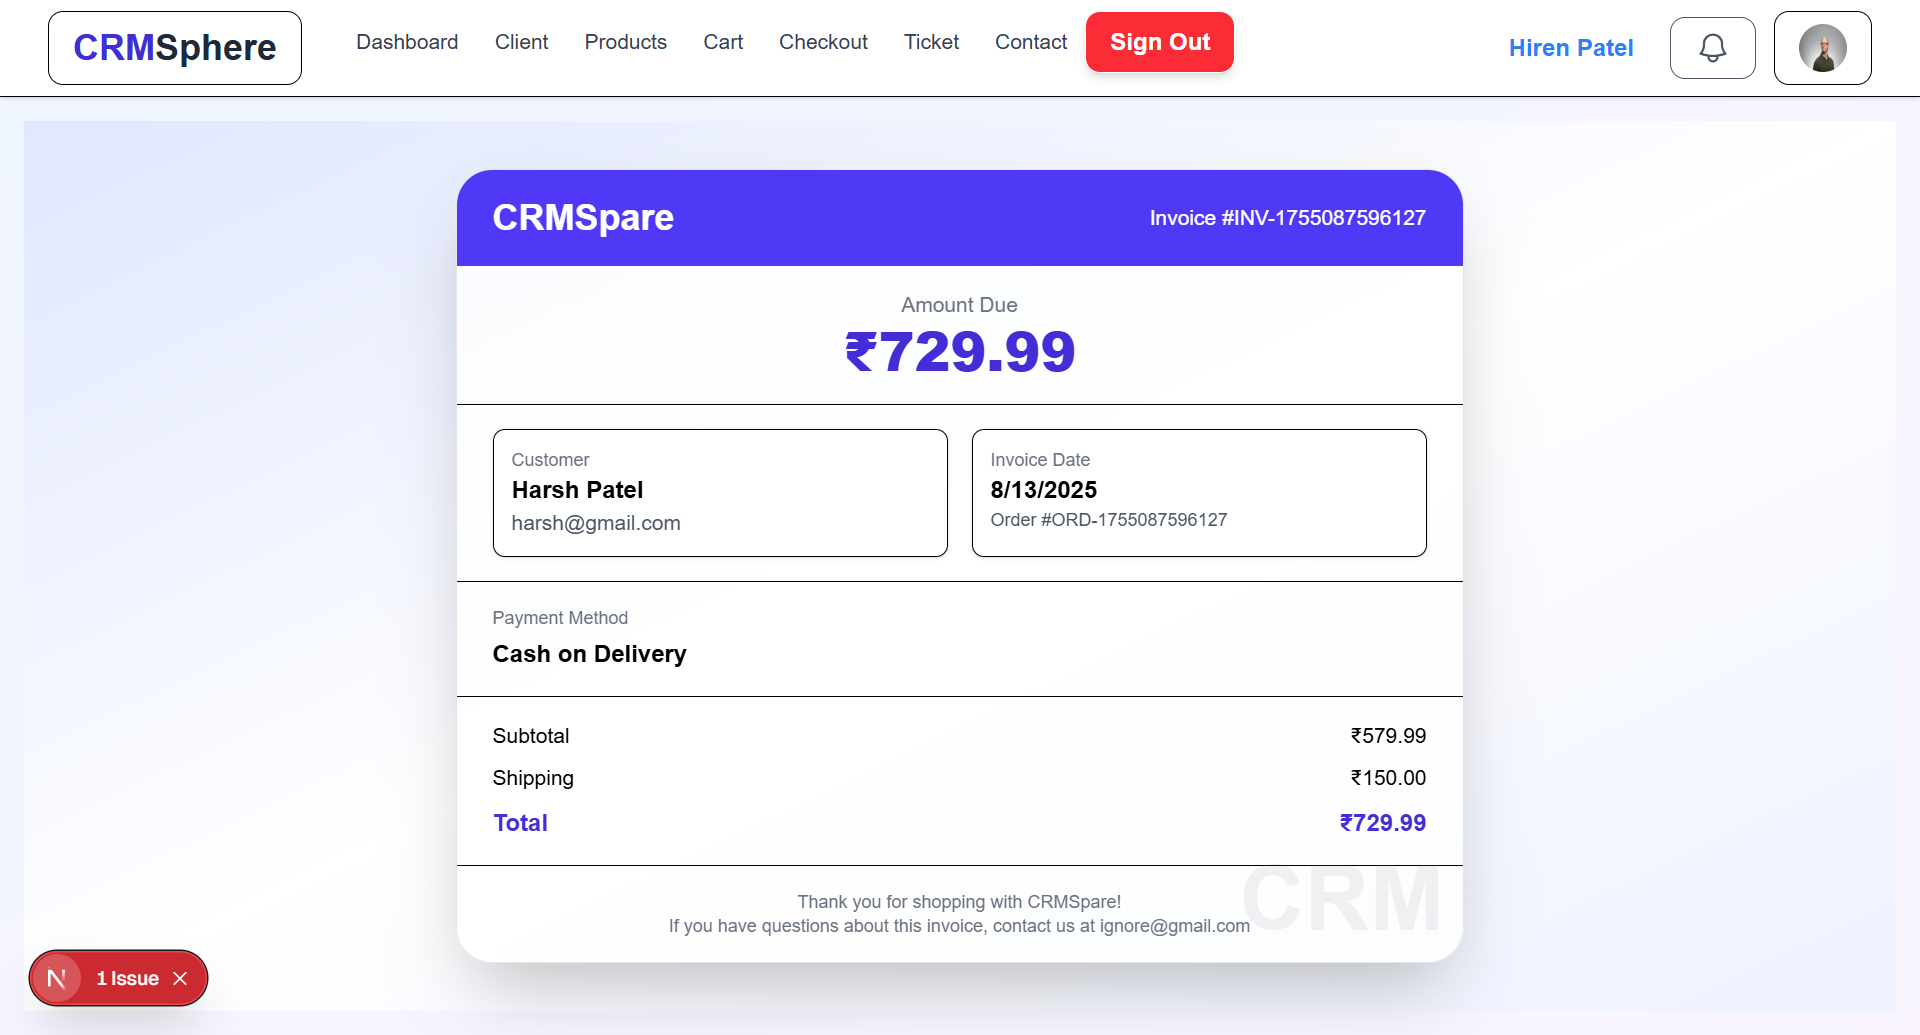 CRMSphere
Dashboard Client Products Cart Checkout Ticket Contact Sign Out
Hiren Patel
CRMSpare
Invoice #INV-1755087596127
Amount Due
₹729.99
Customer
Harsh Patel
harsh@gmail.com
Invoice Date
8/13/2025
Order #ORD-1755087596127
Payment Method
Cash on Delivery
Subtotal ₹579.99
Shipping ₹150.00
Total ₹729.99
Thank you for shopping with CRMSpare!
If you have questions about this invoice, contact us at ignore@gmail.com
CRM
N 1 Issue